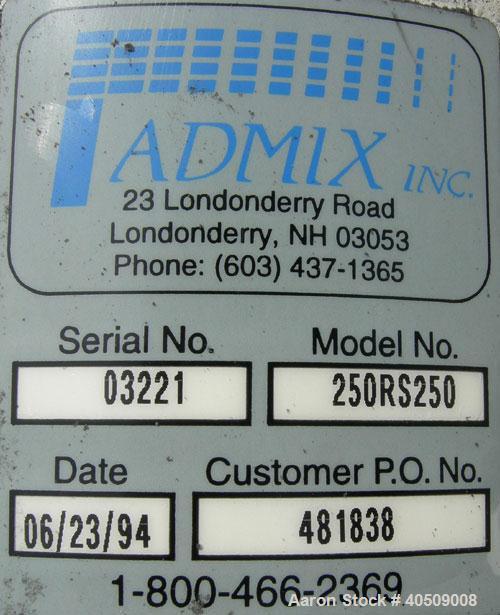 ADMIX INC.
23 Londonderry Road
Londonderry, NH 03053
Phone: (603) 437-1365
Serial No. Model No.
03221 250RS250
Date Customer P.O. No.
06/23/94 481838
1-800-466-2369
Aaron Stock # 40509008